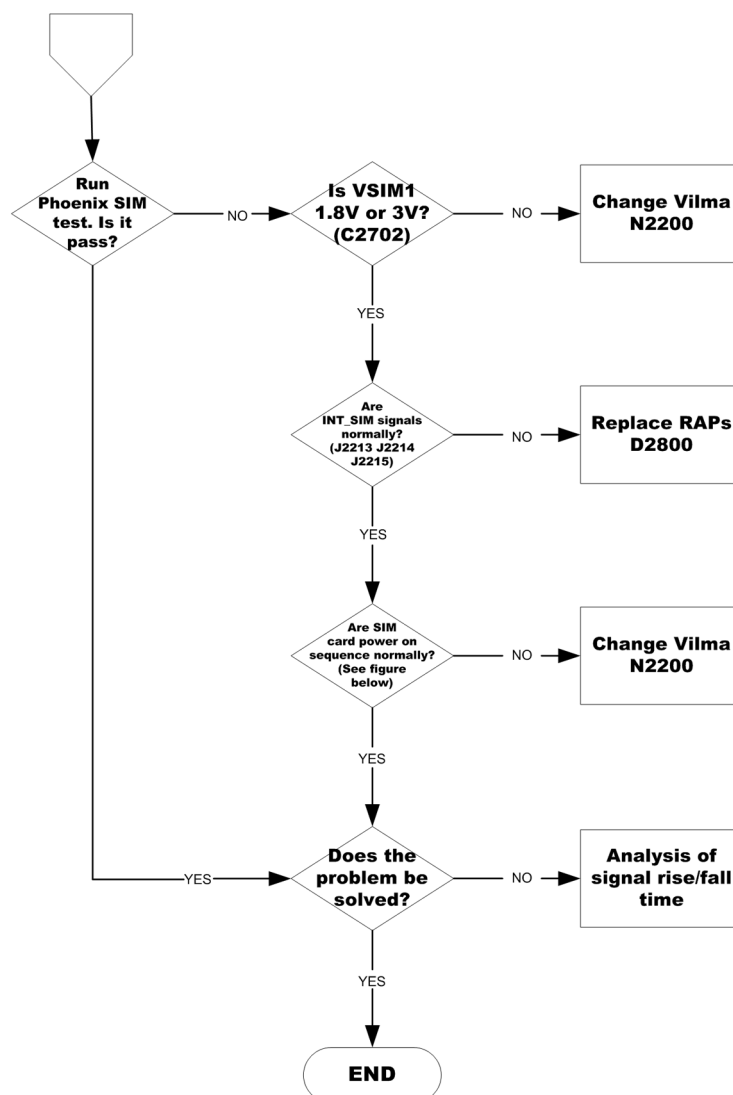 Run
Phoenix SIM
test. Is it
pass?
NO
Is VSIM1
1.8V or 3V?
(C2702)
NO
Change Vilma
N2200
YES
Are
INT_SIM signals
normally?
(J2213 J2214
J2215)
NO
Replace RAPs
D2800
YES
Are SIM
card power on
sequence normally?
(See figure
below)
NO
Change Vilma
N2200
YES
YES
Does the
problem be
solved?
NO
Analysis of
signal rise/fall
time
YES
END